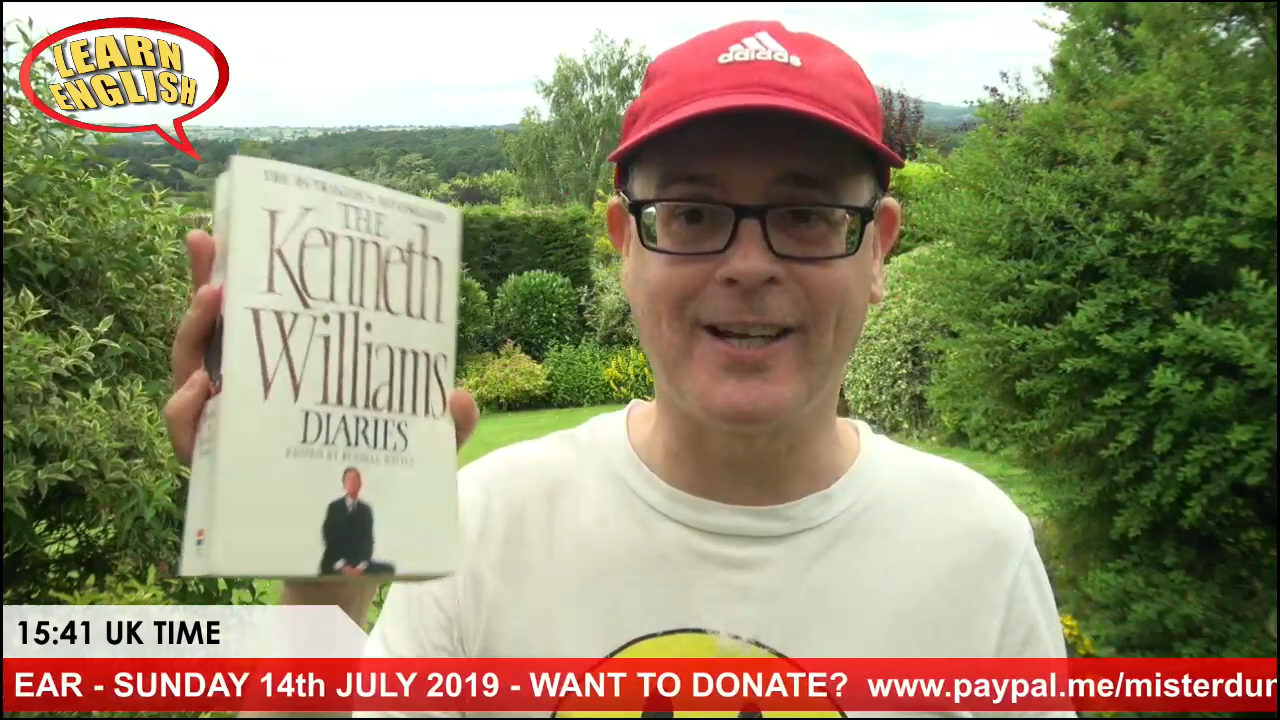 LEARN
ENGLISH
adidas
THE
Kenneth
Williams
DIARIES
15:41 UK TIME
EAR - SUNDAY 14th JULY 2019 - WANT TO DONATE? www.paypal.me/misterdun